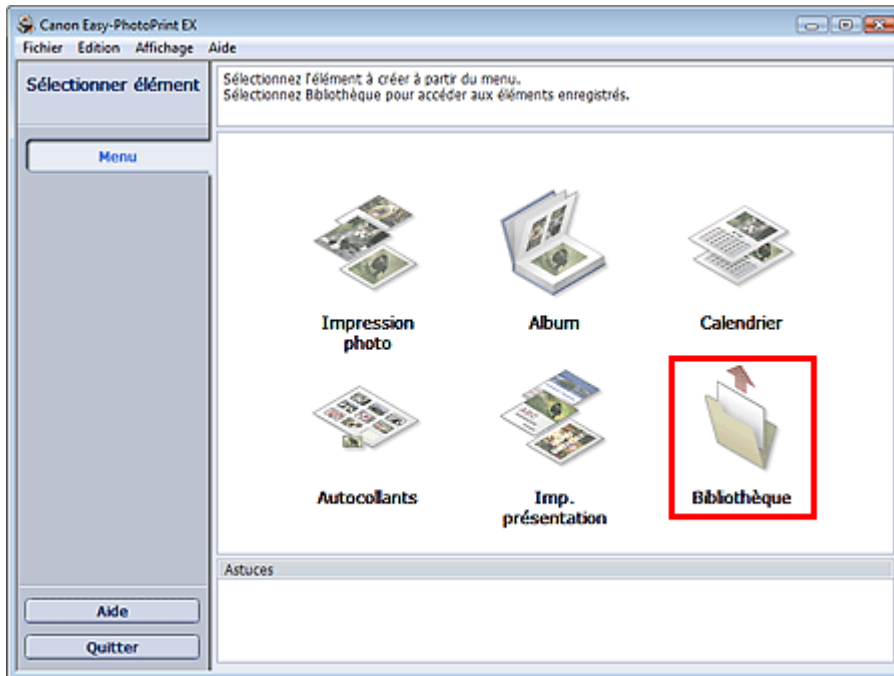 Canon Easy-PhotoPrint EX
Fichier Edition Affichage Aide
Sélectionner élément
Sélectionnez l'élément à créer à partir du menu.
Sélectionnez Bibliothèque pour accéder aux éléments enregistrés.
Menu
Impression
photo
Album
Calendrier
Autocollants
Imp.
présentation
Bibliothèque
Astuces
Aide
Quitter